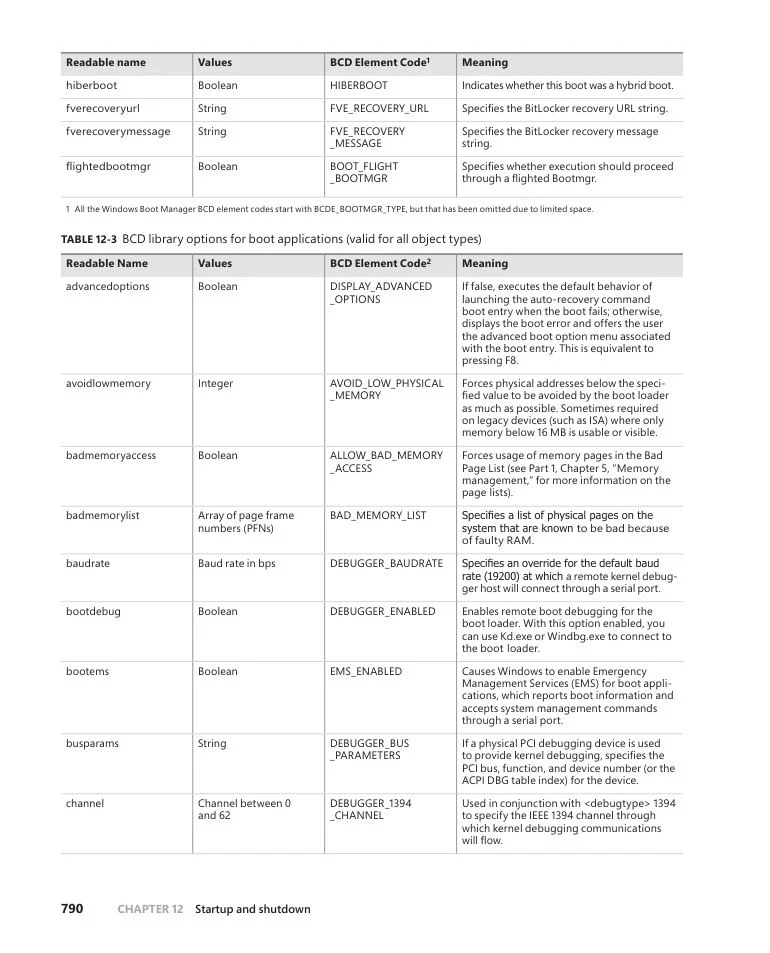 Readable name Values BCD Element Code1 Meaning
hiberboot Boolean HIBERBOOT Indicates whether this boot was a hybrid boot.
fverecoveryurl String FVE_RECOVERY_URL Specifies the BitLocker recovery URL string.
fverecoverymessage String FVE_RECOVERY Specifies the BitLocker recovery message
_MESSAGE string.
flightedbootmgr Boolean BOOT_FLIGHT Specifies whether execution should proceed
_BOOTMGR through a flighted Bootmgr.
1 All the Windows Boot Manager BCD element codes start with BCDE_BOOTMGR_TYPE, but that has been omitted due to limited space.
TABLE 12-3 BCD library options for boot applications (valid for all object types)
Readable Name Values BCD Element Code2 Meaning
advancedoptions Boolean DISPLAY_ADVANCED If false, executes the default behavior of
_OPTIONS launching the auto-recovery command
boot entry when the boot fails; otherwise,
displays the boot error and offers the user
the advanced boot option menu associated
with the boot entry. This is equivalent to
pressing F8.
avoidlowmemory Integer AVOID_LOW_PHYSICAL Forces physical addresses below the speci-
_MEMORY fied value to be avoided by the boot loader
as much as possible. Sometimes required
on legacy devices (such as ISA) where only
memory below 16 MB is usable or visible.
badmemoryaccess Boolean ALLOW_BAD_MEMORY Forces usage of memory pages in the Bad
_ACCESS Page List (see Part 1, Chapter 5, “Memory
management,” for more information on the
page lists).
badmemorylist Array of page frame BAD_MEMORY_LIST Specifies a list of physical pages on the
numbers (PFNs) system that are known to be bad because
of faulty RAM.
baudrate Baud rate in bps DEBUGGER_BAUDRATE Specifies an override for the default baud
rate (19200) at which a remote kernel debug-
ger host will connect through a serial port.
bootdebug Boolean DEBUGGER_ENABLED Enables remote boot debugging for the
boot loader. With this option enabled, you
can use Kd.exe or Windbg.exe to connect to
the boot loader.
bootems Boolean EMS_ENABLED Causes Windows to enable Emergency
Management Services (EMS) for boot appli-
cations, which reports boot information and
accepts system management commands
through a serial port.
busparams String DEBUGGER_BUS If a physical PCI debugging device is used
_PARAMETERS to provide kernel debugging, specifies the
PCI bus, function, and device number (or the
ACPI DBG table index) for the device.
channel Channel between 0 DEBUGGER_1394 Used in conjunction with <debugtype> 1394
and 62 _CHANNEL to specify the IEEE 1394 channel through
which kernel debugging communications
will flow.
790 CHAPTER 12 Startup and shutdown